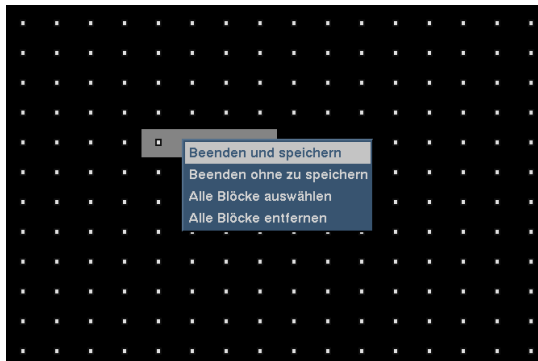 Beenden und speichern
Beenden ohne zu speichern
Alle Blöcke auswählen
Alle Blöcke entfernen